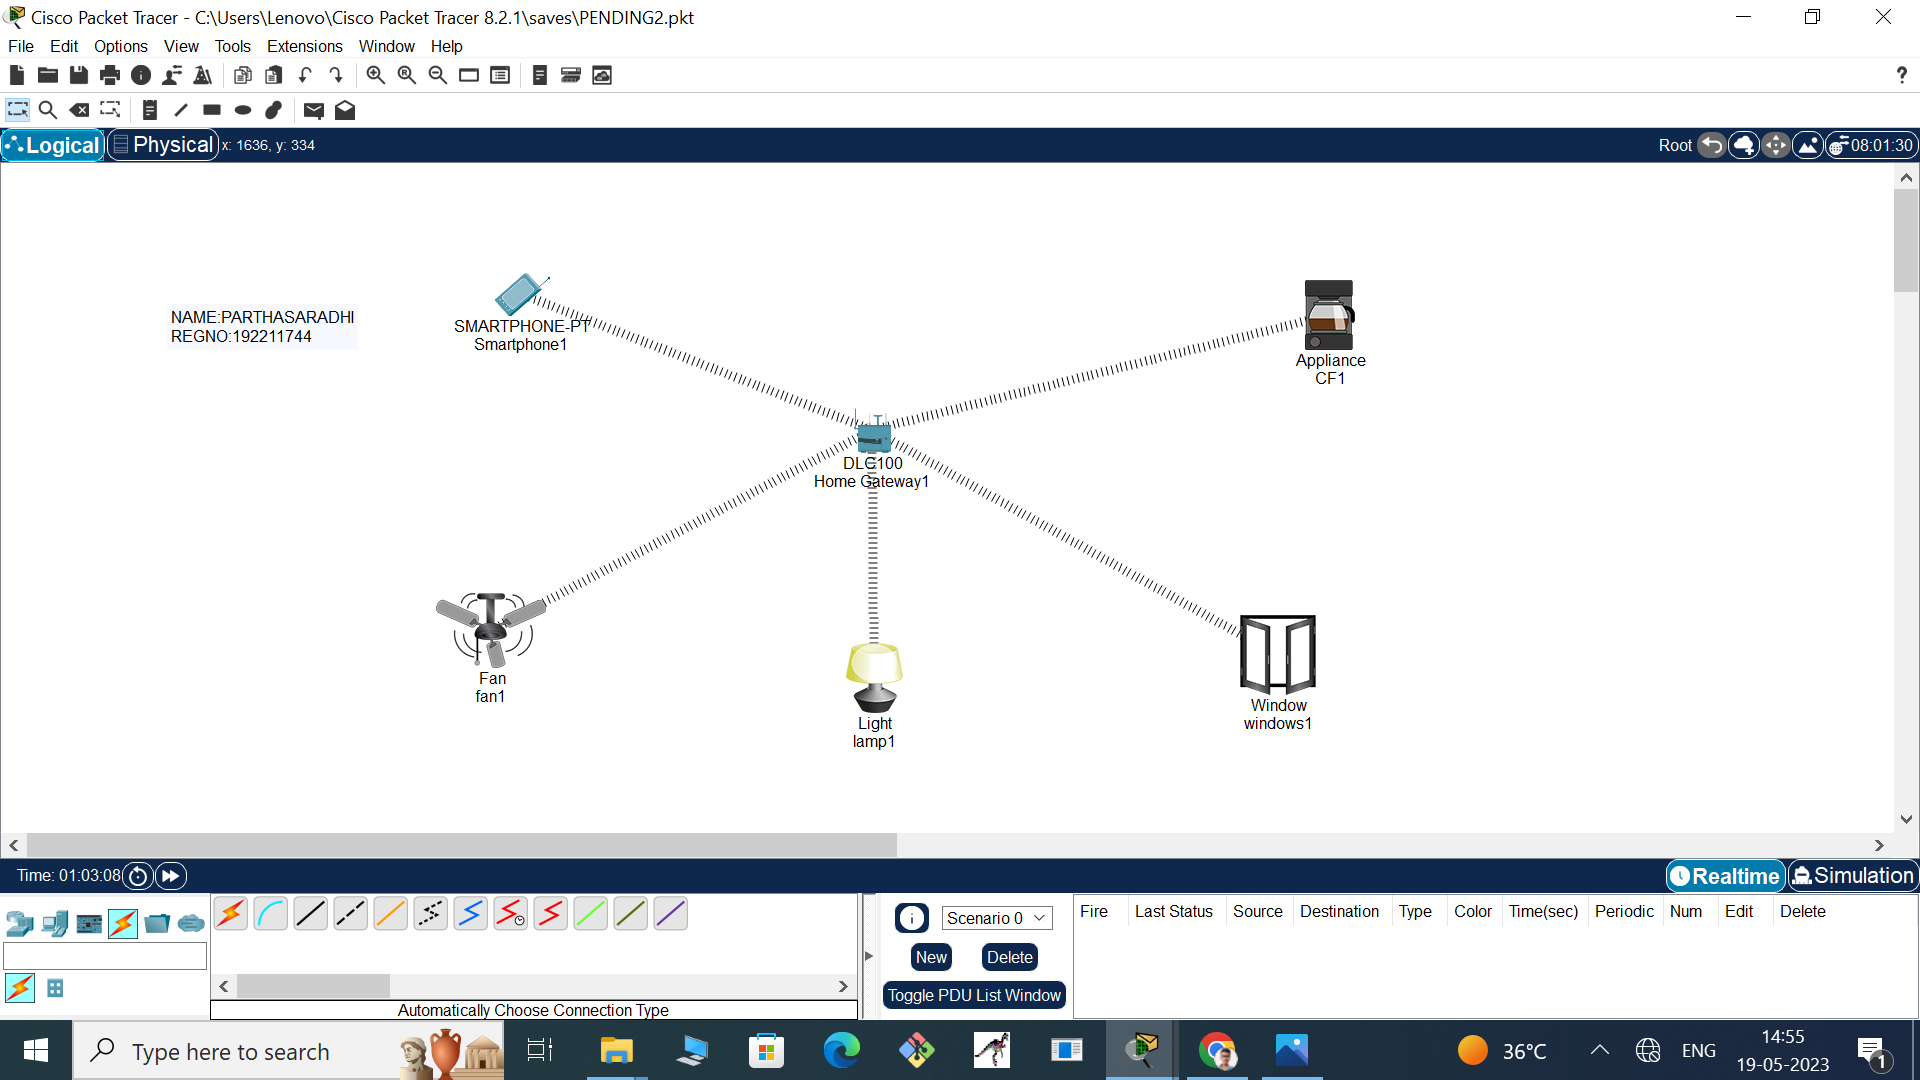 Cisco Packet Tracer - C:\Users\Lenovo\Cisco Packet Tracer 8.2.1\saves\PENDING2.pkt
File Edit Options View Tools Extensions Window Help
?
Logical Physical x: 1636, y: 334 Root 08:01:30
NAME:PARTHASARADHI
REGNO:192211744
SMARTPHONE-PT
Smartphone1
Appliance
CF1
DLC100
Home Gateway1
Fan
fan1
Light
lamp1
Window
windows1
Time: 01:03:08 Realtime Simulation
Scenario 0
New Delete
Toggle PDU List Window
Fire Last Status Source Destination Type Color Time(sec) Periodic Num Edit Delete
Automatically Choose Connection Type
Type here to search
36°C ENG
14:55
19-05-2023
1